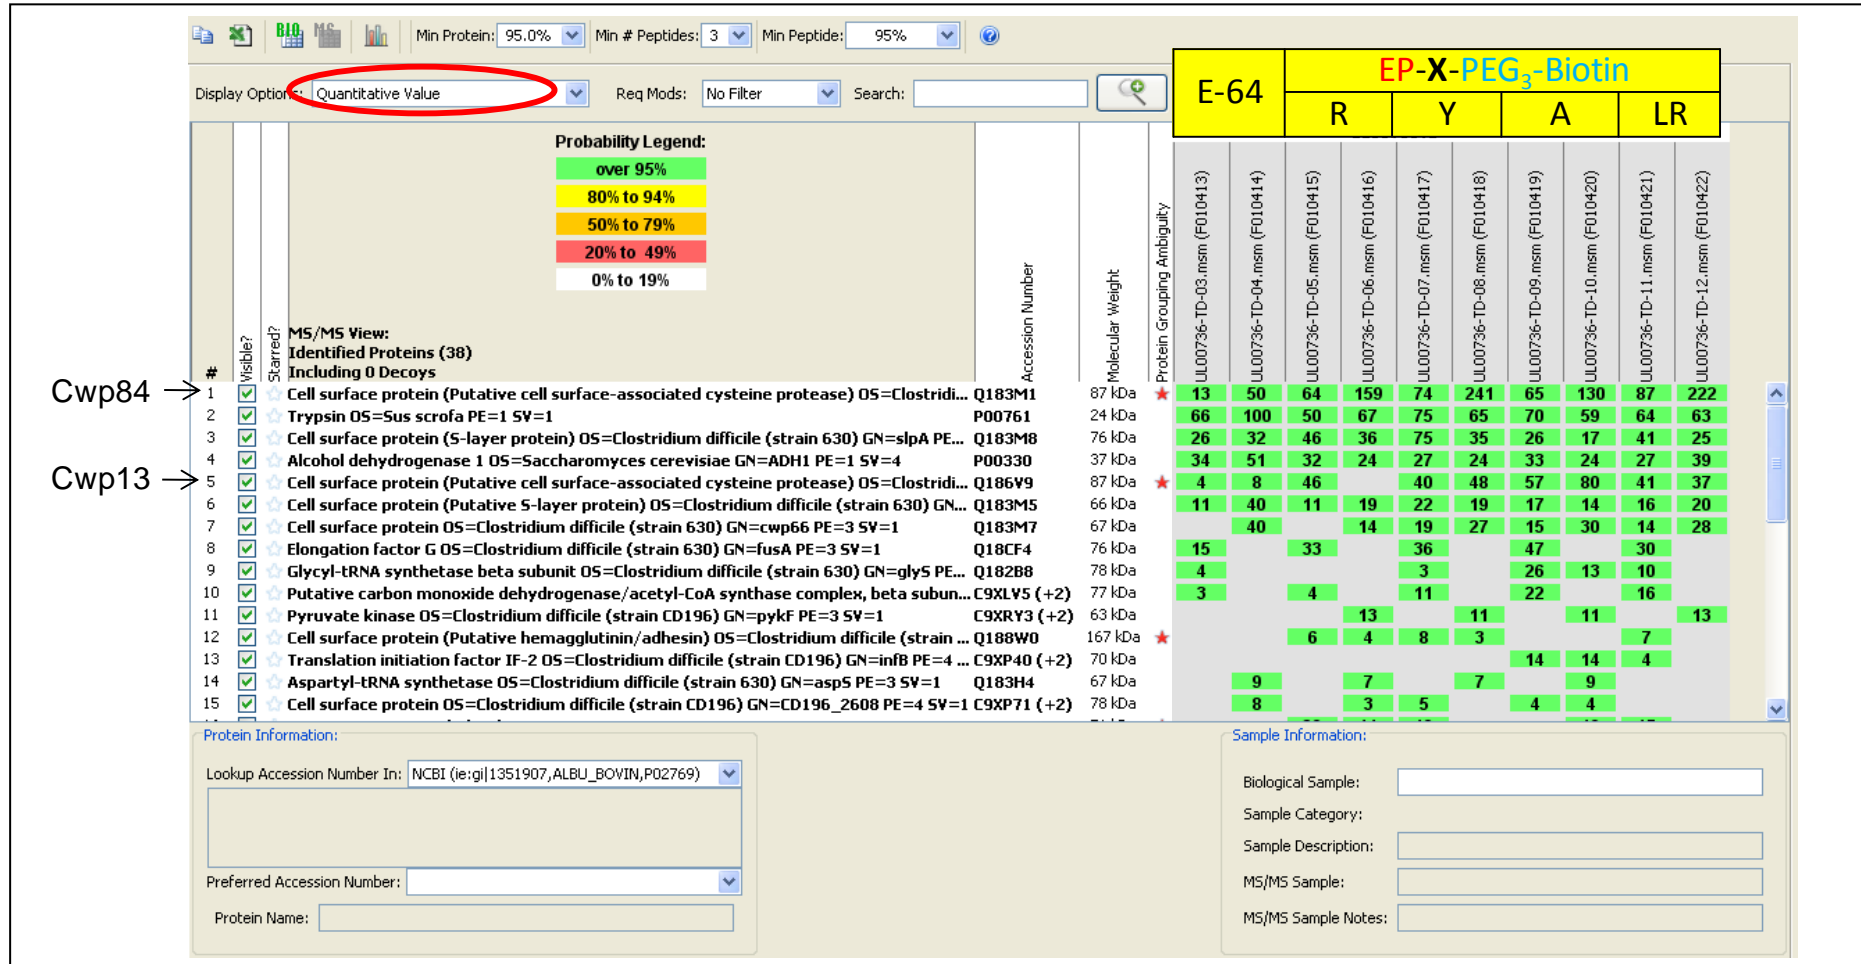 BIO MS Min Protein: 95.0% Min # Peptides: 3 Min Peptide: 95%
Display Options: Quantitative Value Req Mods: No Filter Search:
E-64 EP-X-PEG3-Biotin
R Y A LR
Probability Legend:
over 95%
80% to 94%
50% to 79%
20% to 49%
0% to 19%
MS/MS View:
Identified Proteins (38)
Including 0 Decoys
#
Visible?
Starred?
Accession Number
Molecular Weight
Protein Grouping Ambiguity
UL00736-TD-03.msm (F010413)
UL00736-TD-04.msm (F010414)
UL00736-TD-05.msm (F010415)
UL00736-TD-06.msm (F010416)
UL00736-TD-07.msm (F010417)
UL00736-TD-08.msm (F010418)
UL00736-TD-09.msm (F010419)
UL00736-TD-10.msm (F010420)
UL00736-TD-11.msm (F010421)
UL00736-TD-12.msm (F010422)
Cwp84 1 Cell surface protein (Putative cell surface-associated cysteine protease) OS=Clostridi... Q183M1 87 kDa 13 50 64 159 74 241 65 130 87 222
2 Trypsin OS=Sus scrofa PE=1 SV=1 P00761 24 kDa 66 100 50 67 75 65 70 59 64 63
3 Cell surface protein (S-layer protein) OS=Clostridium difficile (strain 630) GN=slpA PE... Q183M8 76 kDa 26 32 46 36 75 35 26 17 41 25
4 Alcohol dehydrogenase 1 OS=Saccharomyces cerevisiae GN=ADH1 PE=1 SV=4 P00330 37 kDa 34 51 32 24 27 24 33 24 27 39
Cwp13 5 Cell surface protein (Putative cell surface-associated cysteine protease) OS=Clostridi... Q186V9 87 kDa 4 8 46 40 48 57 80 41 37
6 Cell surface protein (Putative S-layer protein) OS=Clostridium difficile (strain 630) GN... Q183M5 66 kDa 11 40 11 19 22 19 17 14 16 20
7 Cell surface protein OS=Clostridium difficile (strain 630) GN=cwp66 PE=3 SV=1 Q183M7 67 kDa 40 14 19 27 15 30 14 28
8 Elongation factor G OS=Clostridium difficile (strain 630) GN=fusA PE=3 SV=1 Q18CF4 76 kDa 15 33 36 47 30
9 Glycyl-tRNA synthetase beta subunit OS=Clostridium difficile (strain 630) GN=glyS PE... Q182B8 78 kDa 4 3 26 13 10
10 Putative carbon monoxide dehydrogenase/acetyl-CoA synthase complex, beta subun... C9XLV5 (+2) 77 kDa 3 4 11 22 16
11 Pyruvate kinase OS=Clostridium difficile (strain CD196) GN=pykF PE=3 SV=1 C9XRY3 (+2) 63 kDa 13 11 11 13
12 Cell surface protein (Putative hemagglutinin/adhesin) OS=Clostridium difficile (strain ... Q188W0 167 kDa 6 4 8 3 7
13 Translation initiation factor IF-2 OS=Clostridium difficile (strain CD196) GN=infB PE=4 ... C9XP40 (+2) 70 kDa 14 14 4
14 Aspartyl-tRNA synthetase OS=Clostridium difficile (strain 630) GN=aspS PE=3 SV=1 Q183H4 67 kDa 9 7 7 9
15 Cell surface protein OS=Clostridium difficile (strain CD196) GN=CD196_2608 PE=4 SV=1 C9XP71 (+2) 78 kDa 8 3 5 4 4
Protein Information:
Lookup Accession Number In: NCBI (ie:gi|1351907,ALBU_BOVIN,P02769)
Preferred Accession Number:
Protein Name:
Sample Information:
Biological Sample:
Sample Category:
Sample Description:
MS/MS Sample:
MS/MS Sample Notes: